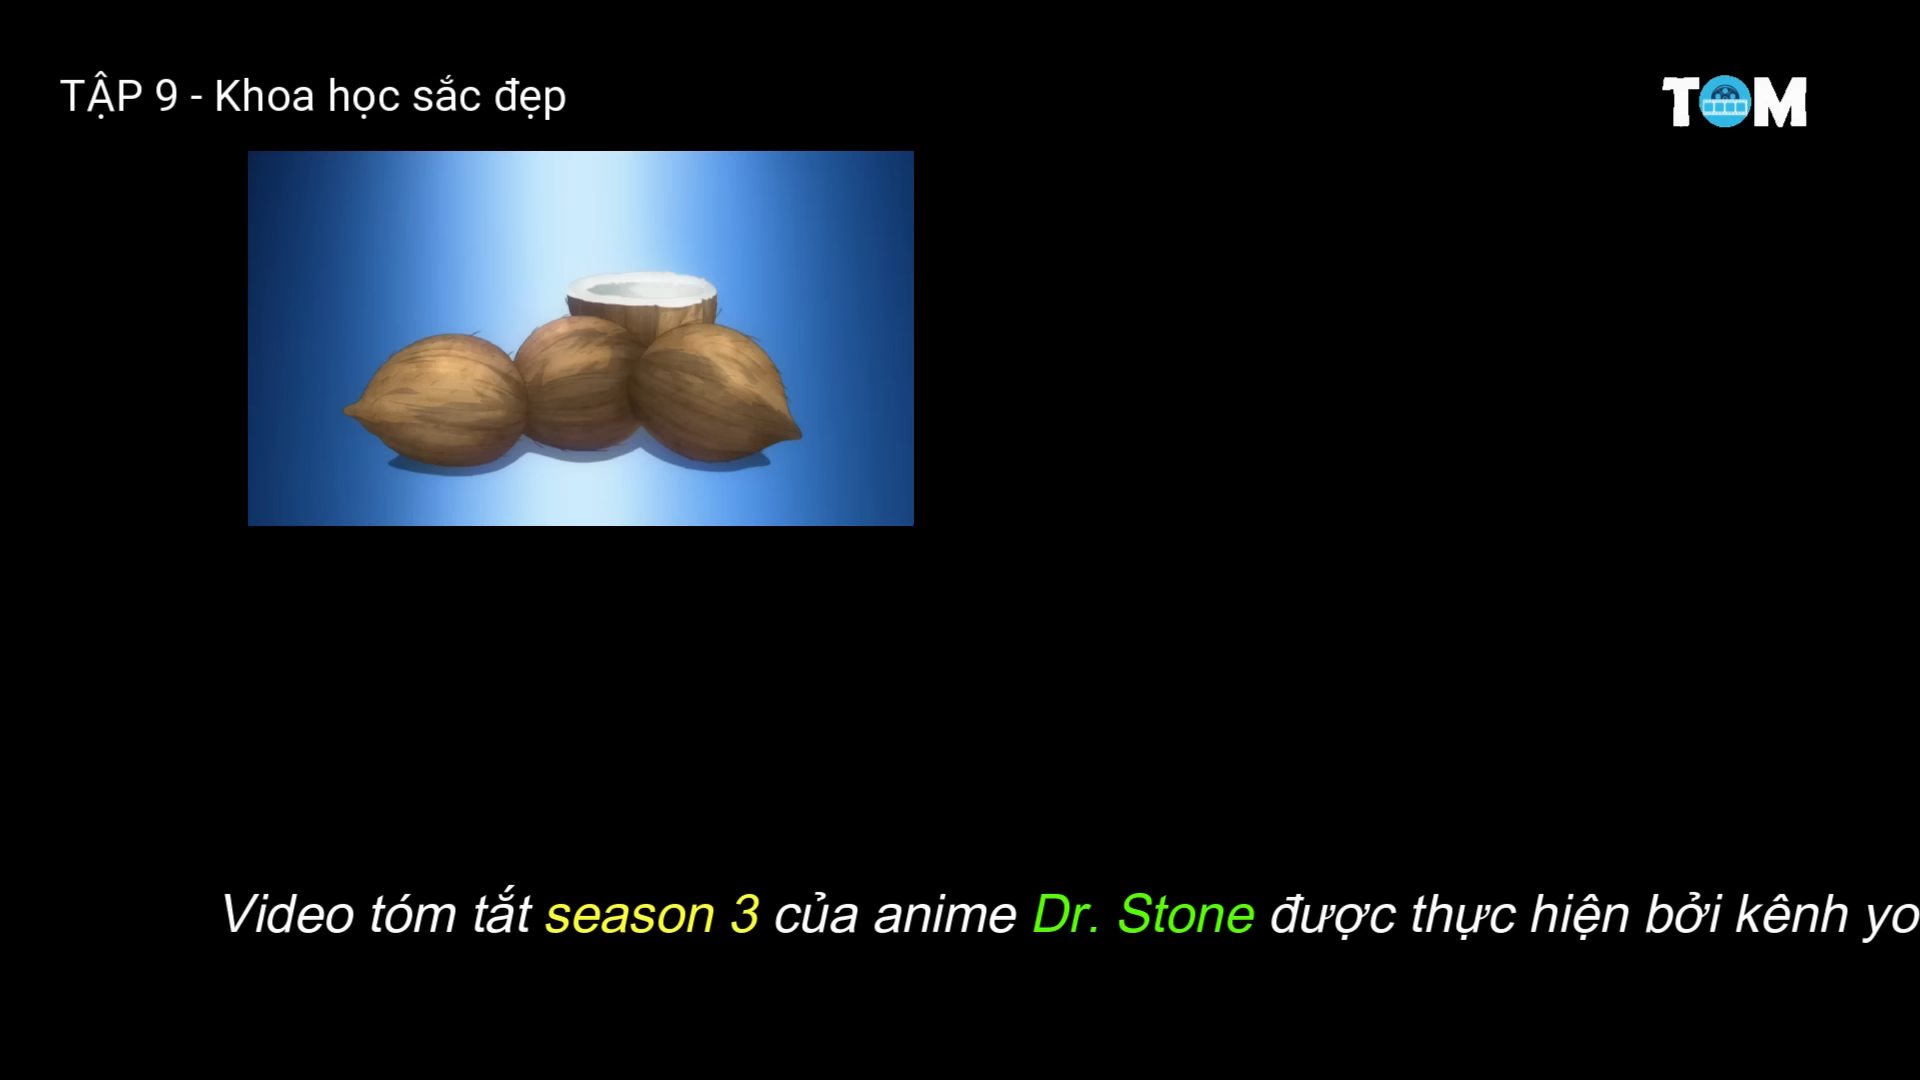 TẬP 9 - Khoa học sắc đẹp
TOM
Video tóm tắt season 3 của anime Dr. Stone được thực hiện bởi kênh yo